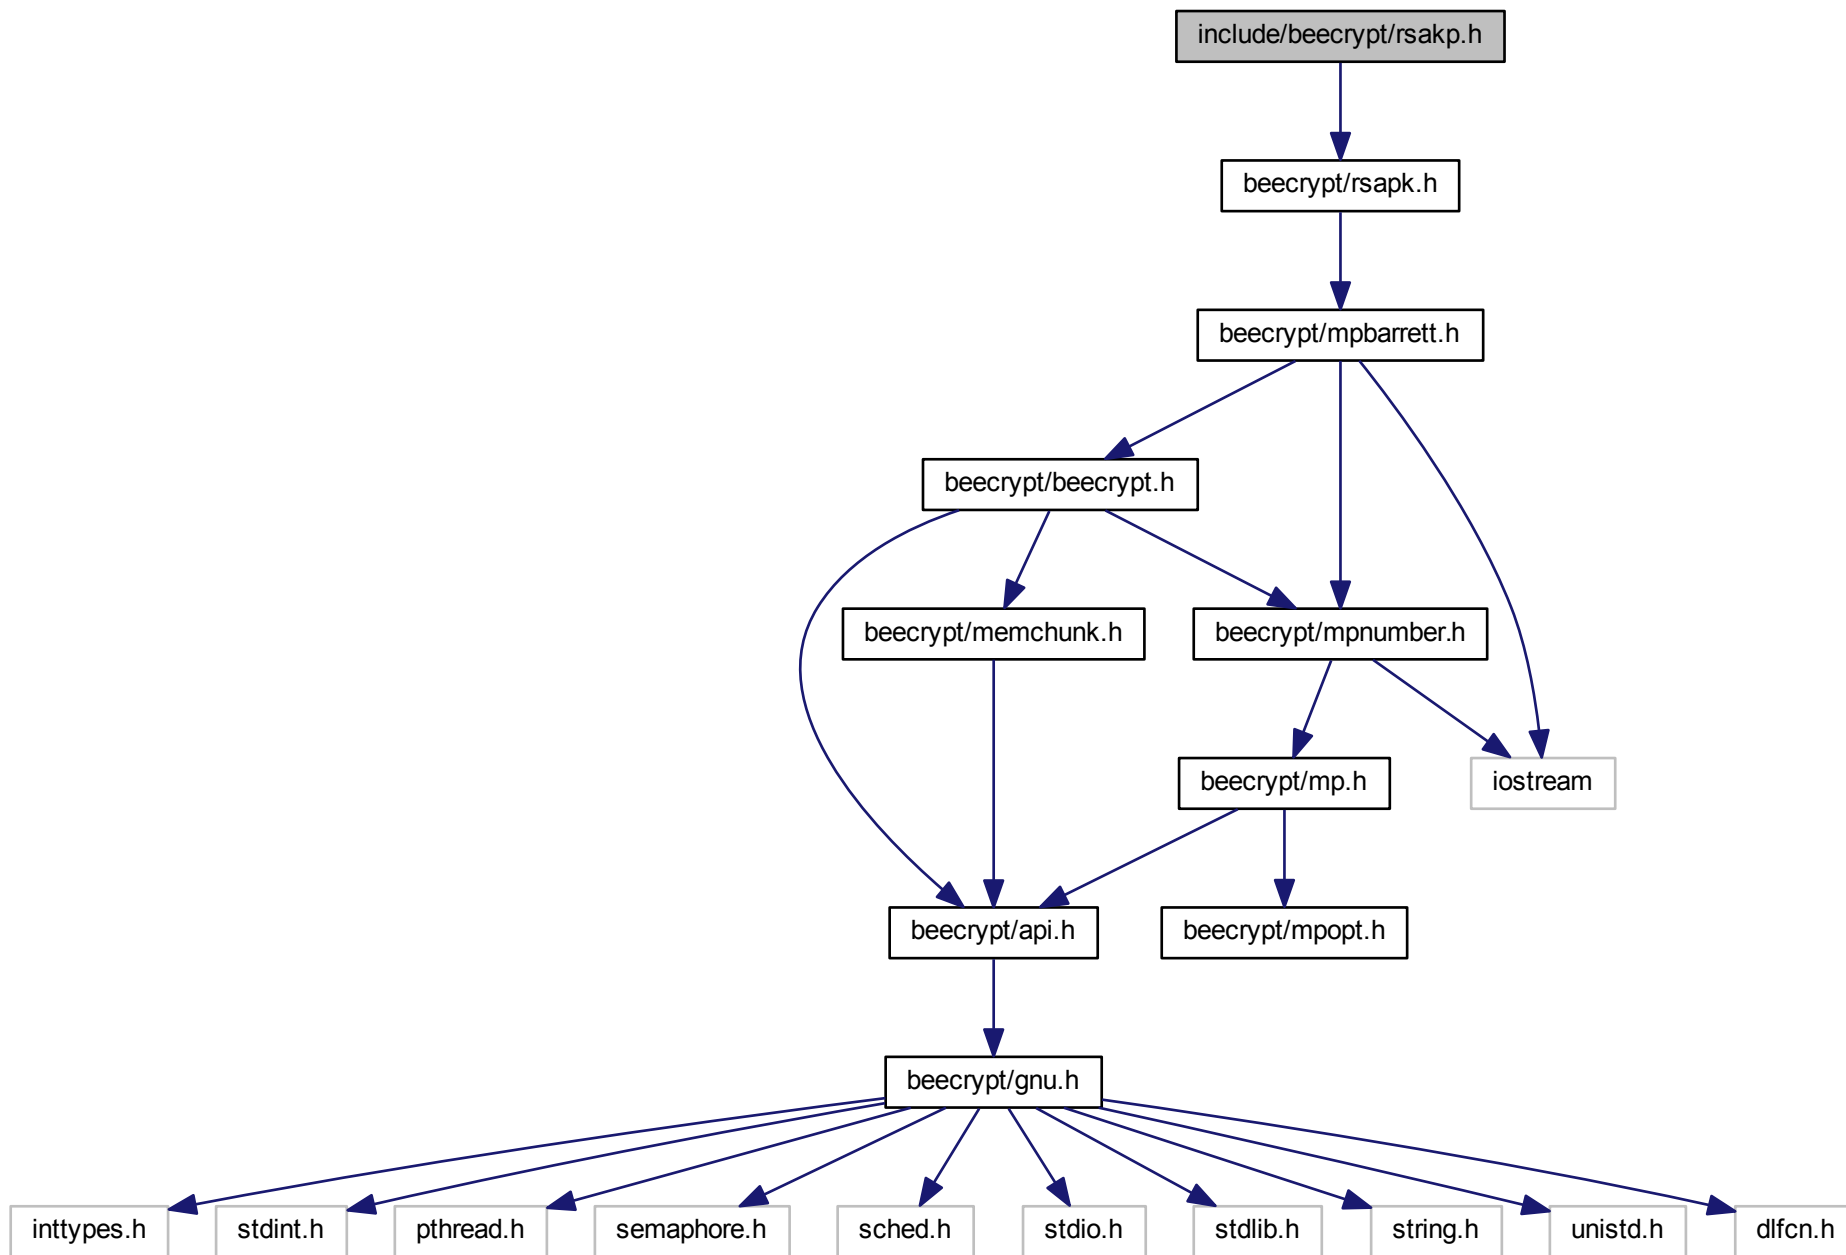 include/beecrypt/rsakp.h
beecrypt/rsapk.h
beecrypt/mpbarrett.h
beecrypt/beecrypt.h
beecrypt/memchunk.h
beecrypt/mpnumber.h
beecrypt/mp.h
iostream
beecrypt/api.h
beecrypt/mpopt.h
beecrypt/gnu.h
inttypes.h
stdint.h
pthread.h
semaphore.h
sched.h
stdio.h
stdlib.h
string.h
unistd.h
dlfcn.h